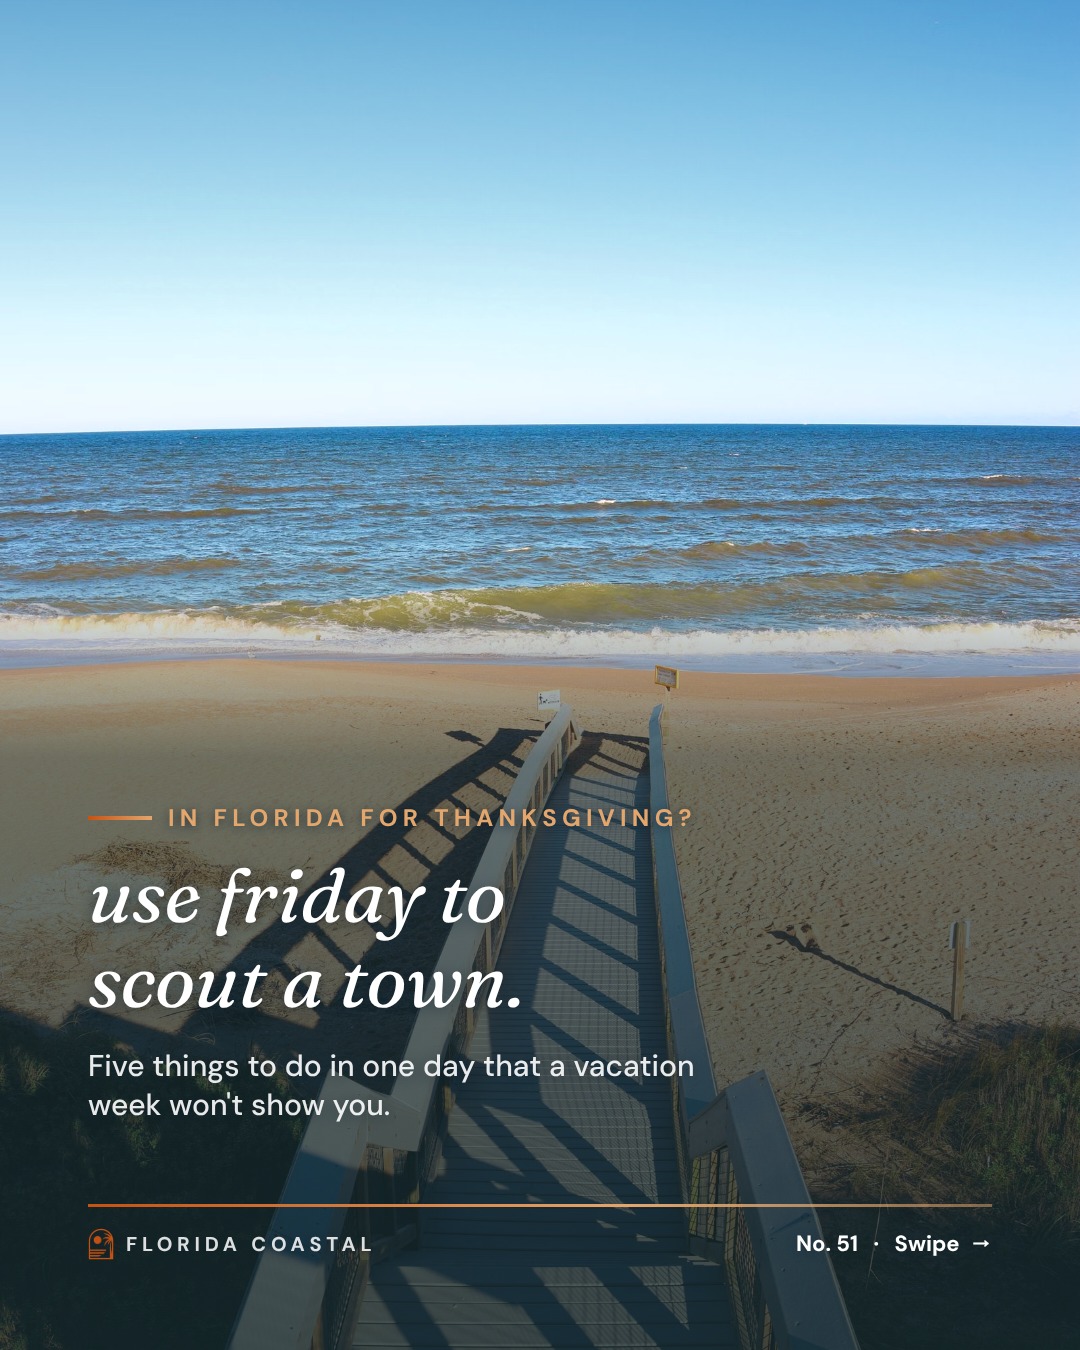 IN FLORIDA FOR THANKSGIVING?
use friday to
scout a town.
Five things to do in one day that a vacation
week won't show you.
FLORIDA COASTAL
No. 51 · Swipe →